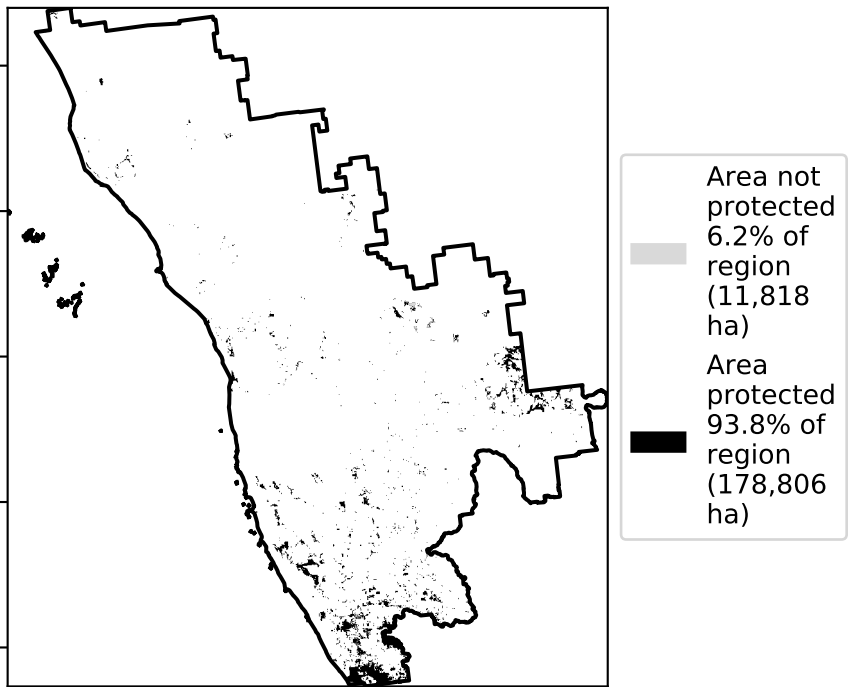 Area not
protected
6.2% of
region
(11,818
ha)
Area
protected
93.8% of
region
(178,806
ha)